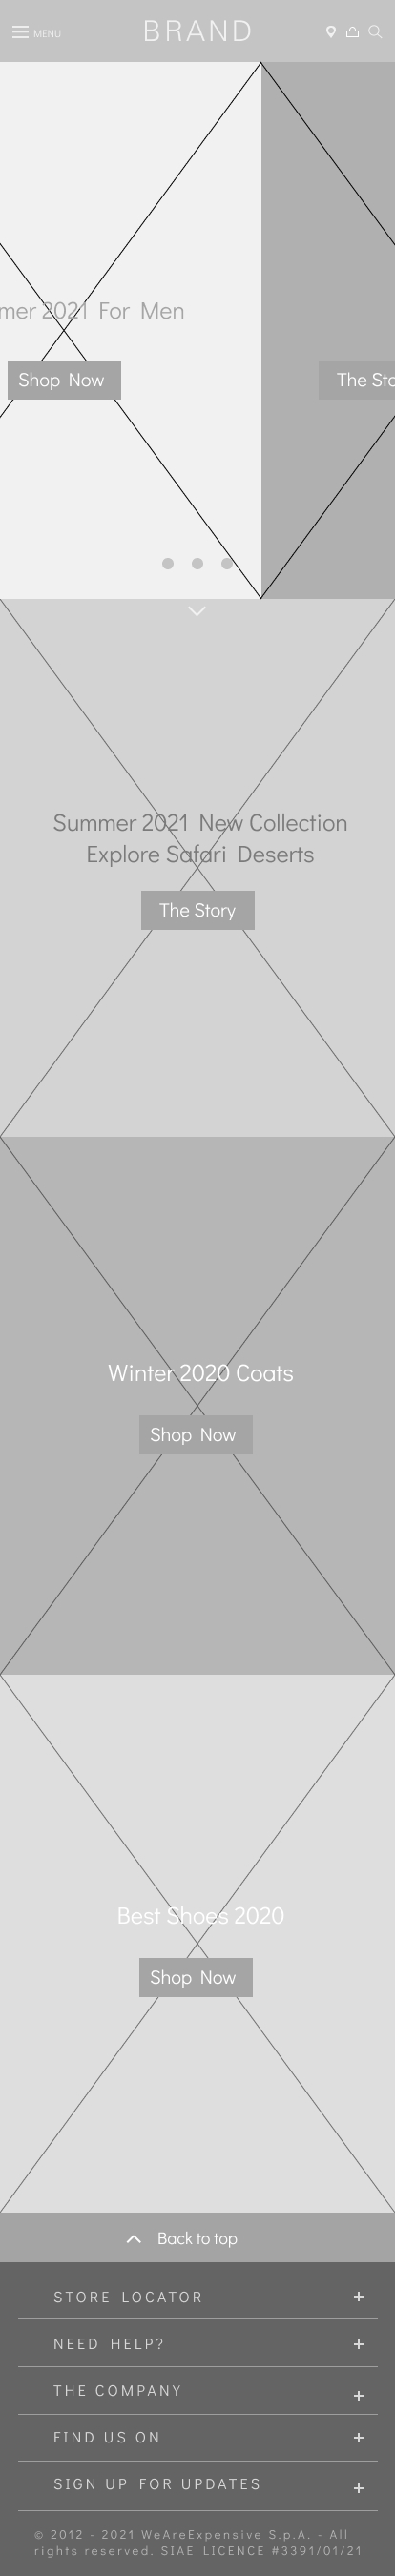 MENU
BRAND
mer 2021 For Men
Shop Now
The Sto
Summer 2021 New Collection
Explore Safari Deserts
The Story
Winter 2020 Coats
Shop Now
Best Shoes 2020
Shop Now
Back to top
STORE LOCATOR
NEED HELP?
THE COMPANY
FIND US ON
SIGN UP FOR UPDATES
© 2012 - 2021 WeAreExpensive S.p.A. - All
rights reserved. SIAE LICENCE #3391/01/21